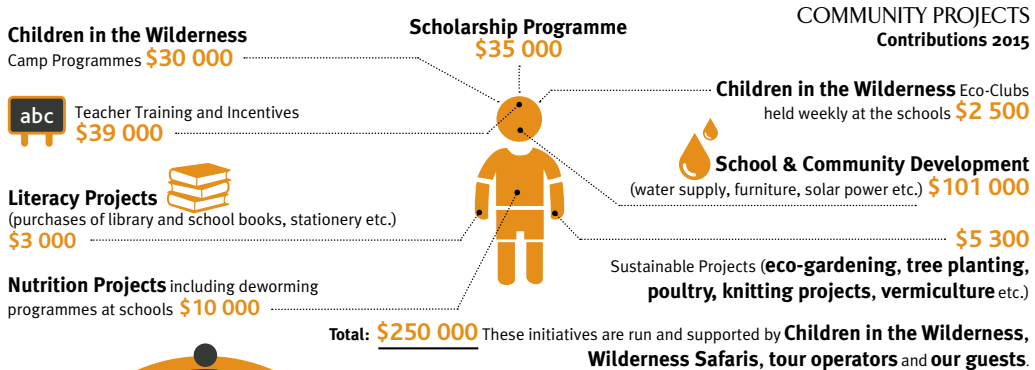 COMMUNITY PROJECTS
Contributions 2015
Children in the Wilderness
Camp Programmes $30 000
Scholarship Programme
$35 000
abc
Teacher Training and Incentives
$39 000
Children in the Wilderness Eco-Clubs
held weekly at the schools $2 500
Literacy Projects
(purchases of library and school books, stationery etc.)
$3 000
School & Community Development
(water supply, furniture, solar power etc.) $101 000
Nutrition Projects including deworming
programmes at schools $10 000
$5 300
Sustainable Projects (eco-gardening, tree planting,
poultry, knitting projects, vermiculture etc.)
Total: $250 000 These initiatives are run and supported by Children in the Wilderness,
Wilderness Safaris, tour operators and our guests.